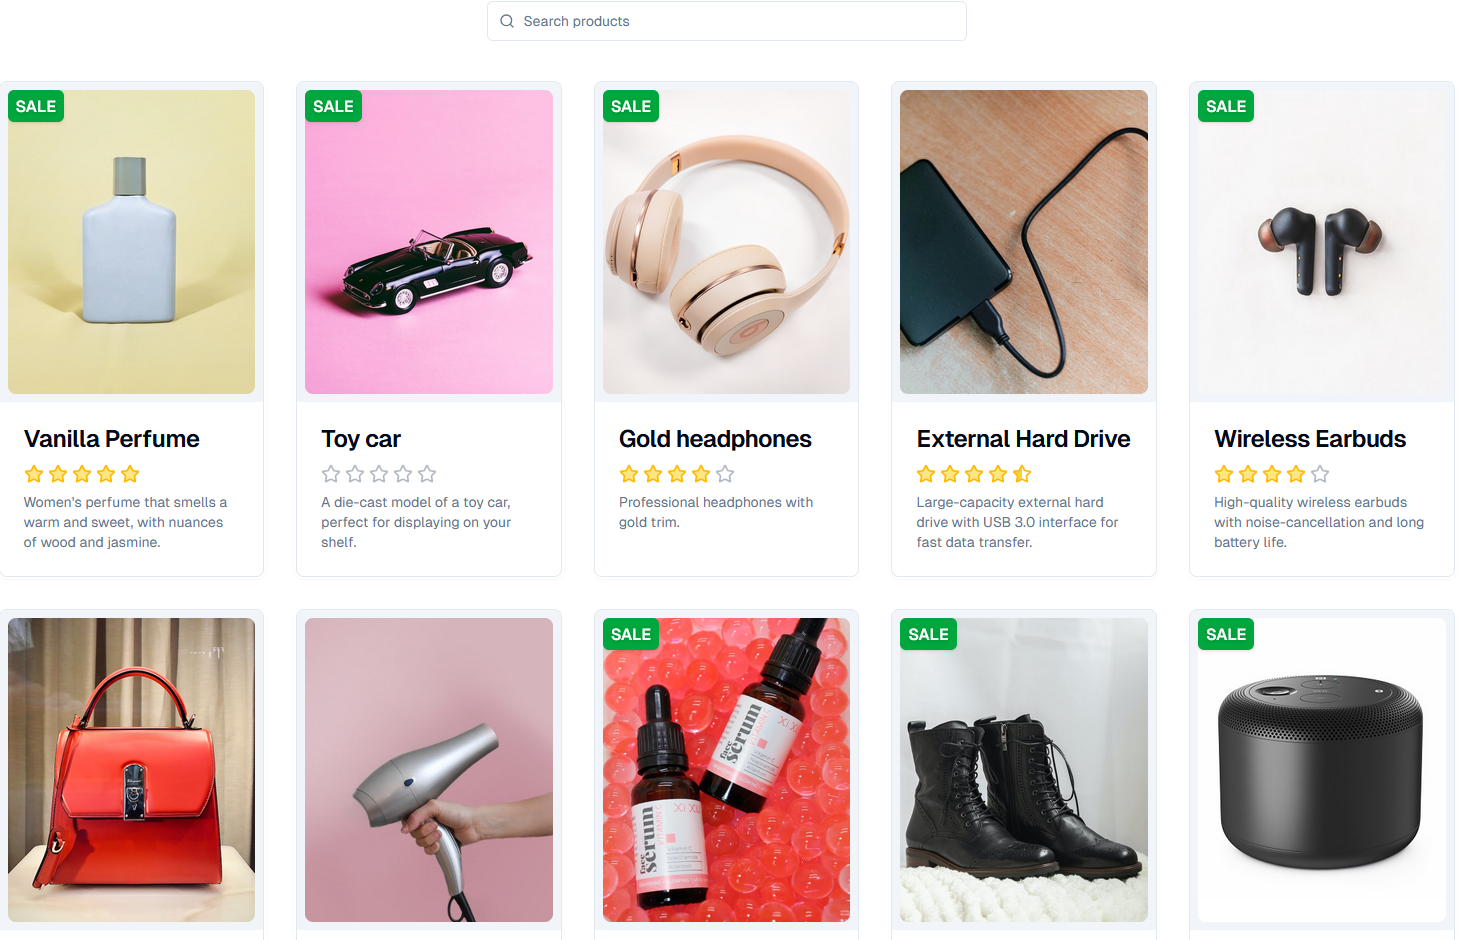 Search products
SALE
SALE
SALE
SALE
Vanilla Perfume
Women's perfume that smells a
warm and sweet, with nuances
of wood and jasmine.
Toy car
A die-cast model of a toy car,
perfect for displaying on your
shelf.
Gold headphones
Professional headphones with
gold trim.
External Hard Drive
Large-capacity external hard
drive with USB 3.0 interface for
fast data transfer.
Wireless Earbuds
High-quality wireless earbuds
with noise-cancellation and long
battery life.
SALE
SALE
SALE
face
serum
VITAMIN C
face
serum
VITAMIN C